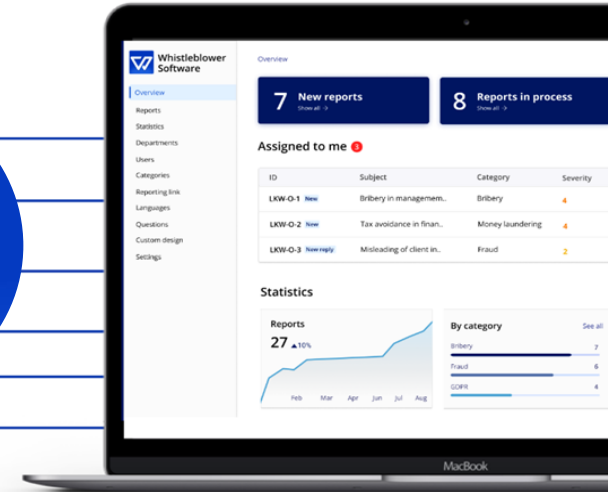 Whistleblower
Software
Overview
Reports
Statistics
Departments
Users
Categories
Reporting link
Languages
Questions
Custom design
Settings
Overview
7 New reports
Show all →
8 Reports in process
Show all →
Assigned to me 3
ID Subject Category Severity
LKW-O-1 New Bribery in managemem.. Bribery 4
LKW-O-2 New Tax avoidance in finan.. Money laundering 4
LKW-O-3 New reply Misleading of client in.. Fraud 2
Statistics
Reports
27 ▲10%
Feb Mar Apr Jun Jul Aug
By category See all
Bribery 7
Fraud 6
GDPR 4
MacBook